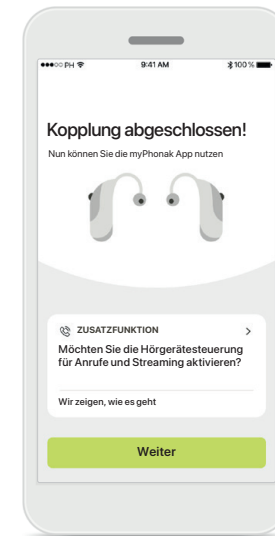 ●●●○○ PH 9:41 AM 100 %
Kopplung abgeschlossen!
Nun können Sie die myPhonak App nutzen
ZUSATZFUNKTION
Möchten Sie die Hörgerätesteuerung
für Anrufe und Streaming aktivieren?
Wir zeigen, wie es geht
Weiter